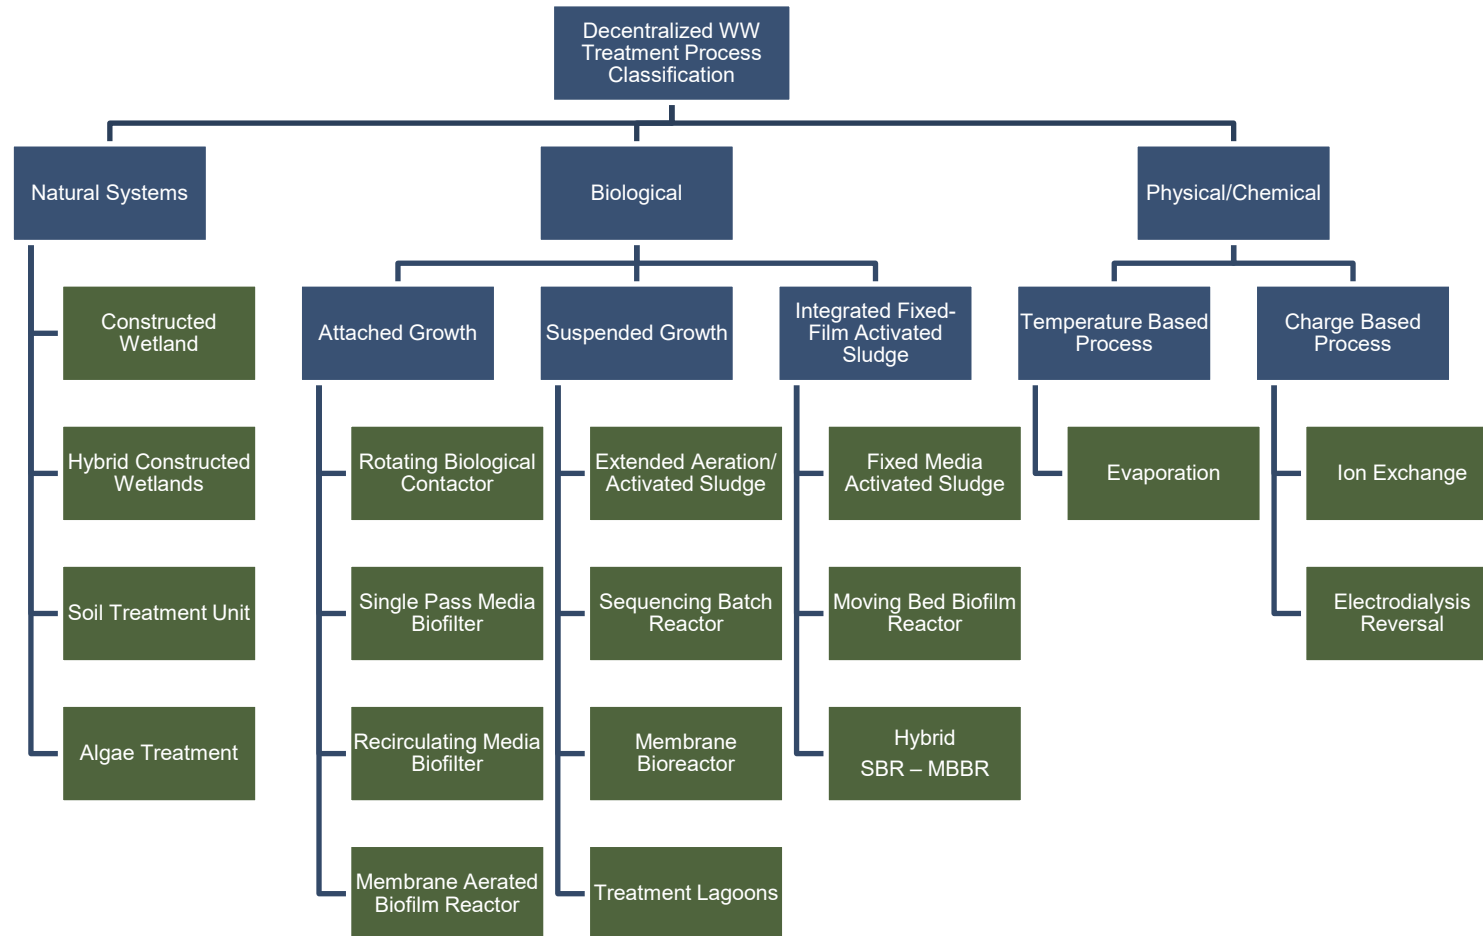 Decentralized WW
Treatment Process
Classification
Natural Systems
Biological
Physical/Chemical
Constructed
Wetland
Hybrid Constructed
Wetlands
Soil Treatment Unit
Algae Treatment
Attached Growth
Rotating Biological
Contactor
Single Pass Media
Biofilter
Recirculating Media
Biofilter
Membrane Aerated
Biofilm Reactor
Suspended Growth
Extended Aeration/
Activated Sludge
Sequencing Batch
Reactor
Membrane
Bioreactor
Treatment Lagoons
Integrated Fixed-
Film Activated
Sludge
Fixed Media
Activated Sludge
Moving Bed Biofilm
Reactor
Hybrid
SBR – MBBR
Temperature Based
Process
Evaporation
Charge Based
Process
Ion Exchange
Electrodialysis
Reversal